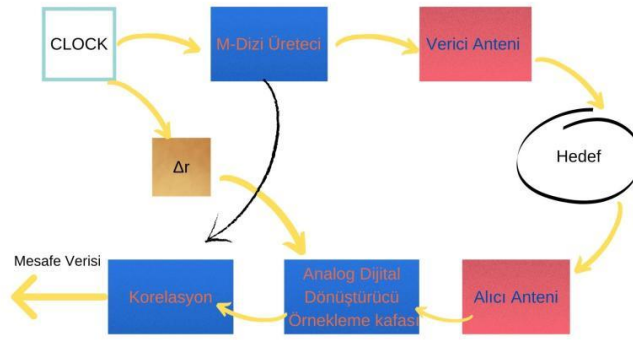 CLOCK
M-Dizi Üreteci
Verici Anteni
Hedef
Δr
Mesafe Verisi
Korelasyon
Analog Dijital
Dönüştürücü
Örnekleme kafası
Alıcı Anteni